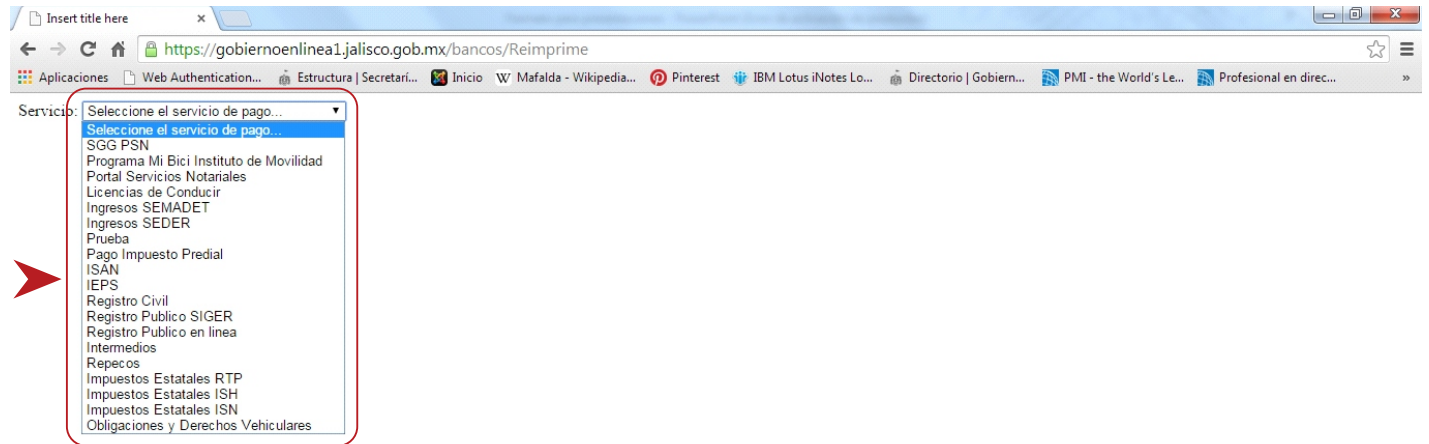 Insert title here
https://gobiernoenlinea1.jalisco.gob.mx/bancos/Reimprime
Aplicaciones Web Authentication... Estructura | Secretarí... Inicio Mafalda - Wikipedia... Pinterest IBM Lotus iNotes Lo... Directorio | Gobiern... PMI - the World's Le... Profesional en direc... »
Servicio: Seleccione el servicio de pago...
Seleccione el servicio de pago...
SGG PSN
Programa Mi Bici Instituto de Movilidad
Portal Servicios Notariales
Licencias de Conducir
Ingresos SEMADET
Ingresos SEDER
Prueba
Pago Impuesto Predial
ISAN
IEPS
Registro Civil
Registro Publico SIGER
Registro Publico en linea
Intermedios
Repecos
Impuestos Estatales RTP
Impuestos Estatales ISH
Impuestos Estatales ISN
Obligaciones y Derechos Vehiculares